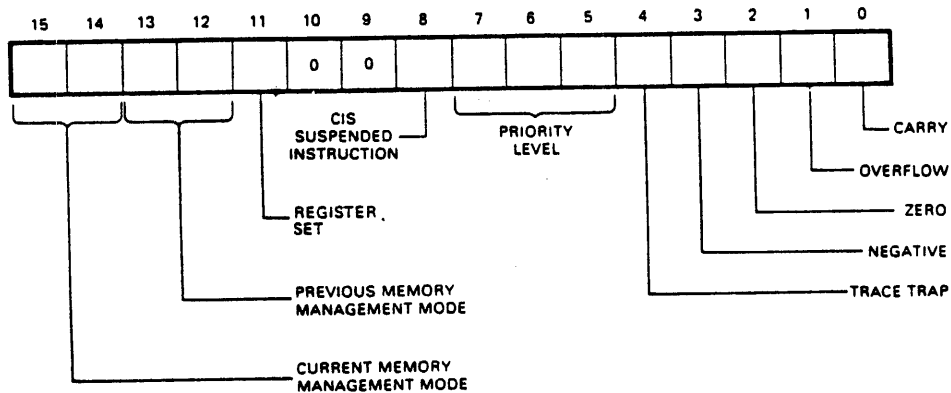 15 14 13 12 11 10 9 8 7 6 5 4 3 2 1 0
0 0
CIS
SUSPENDED
INSTRUCTION
PRIORITY
LEVEL
CARRY
OVERFLOW
ZERO
NEGATIVE
TRACE TRAP
REGISTER
SET
PREVIOUS MEMORY
MANAGEMENT MODE
CURRENT MEMORY
MANAGEMENT MODE